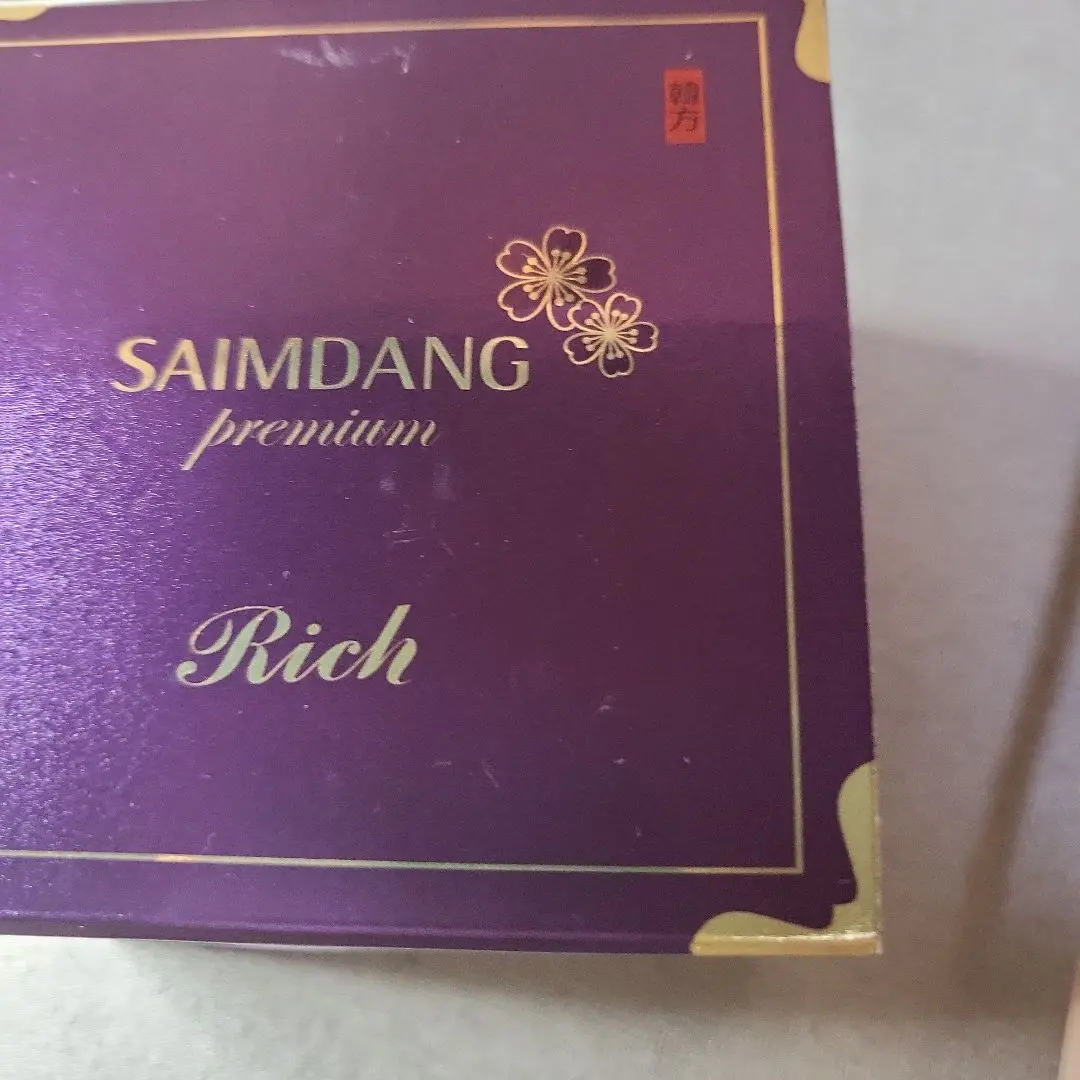 韓方
SAIMDANG
premium
Rich